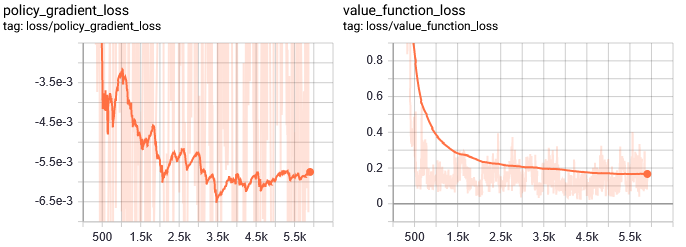 policy_gradient_loss
tag: loss/policy_gradient_loss
-3.5e-3
-4.5e-3
-5.5e-3
-6.5e-3
500 1.5k 2.5k 3.5k 4.5k 5.5k
value_function_loss
tag: loss/value_function_loss
0.8
0.6
0.4
0.2
0
500 1.5k 2.5k 3.5k 4.5k 5.5k